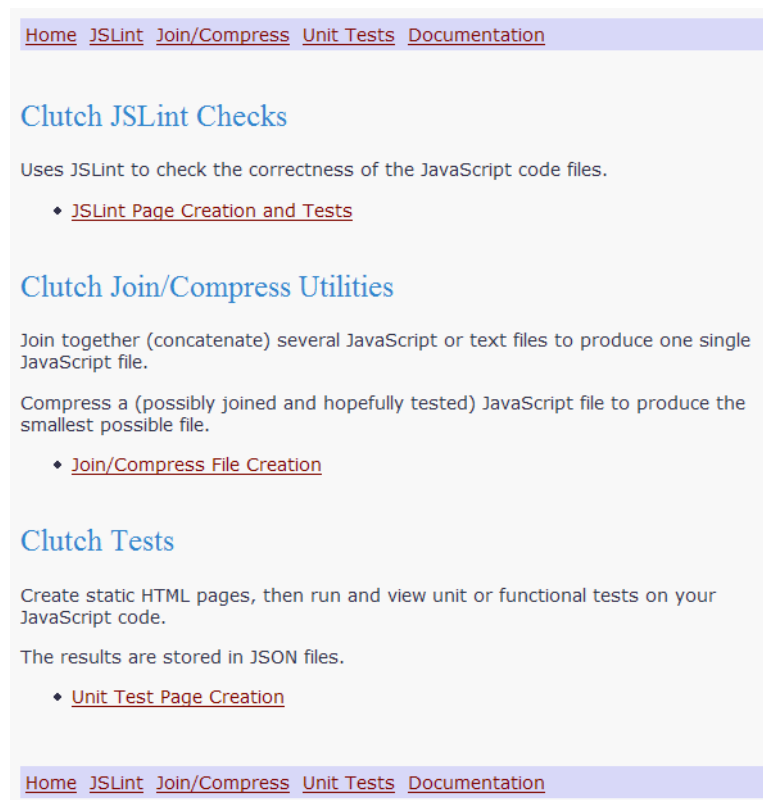 Home JSLint Join/Compress Unit Tests Documentation
Clutch JSLint Checks
Uses JSLint to check the correctness of the JavaScript code files.
JSLint Page Creation and Tests
Clutch Join/Compress Utilities
Join together (concatenate) several JavaScript or text files to produce one single
JavaScript file.
Compress a (possibly joined and hopefully tested) JavaScript file to produce the
smallest possible file.
Join/Compress File Creation
Clutch Tests
Create static HTML pages, then run and view unit or functional tests on your
JavaScript code.
The results are stored in JSON files.
Unit Test Page Creation
Home JSLint Join/Compress Unit Tests Documentation